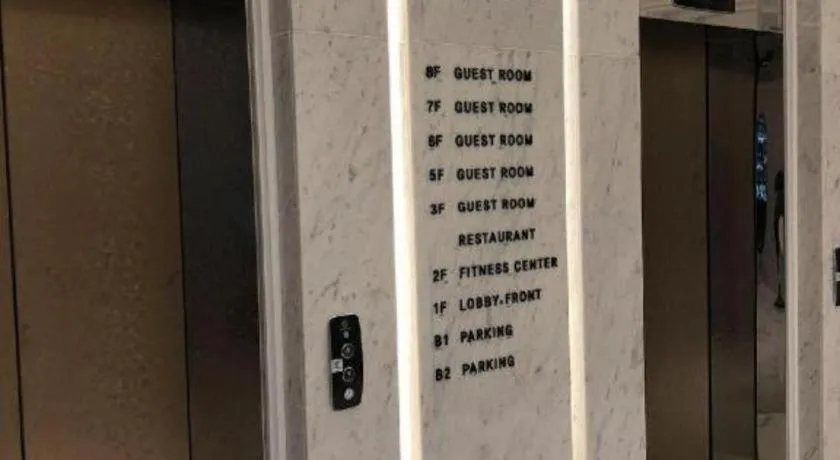 8F GUEST ROOM
7F GUEST ROOM
6F GUEST ROOM
5F GUEST ROOM
3F GUEST ROOM
RESTAURANT
2F FITNESS CENTER
1F LOBBY.FRONT
B1 PARKING
B2 PARKING